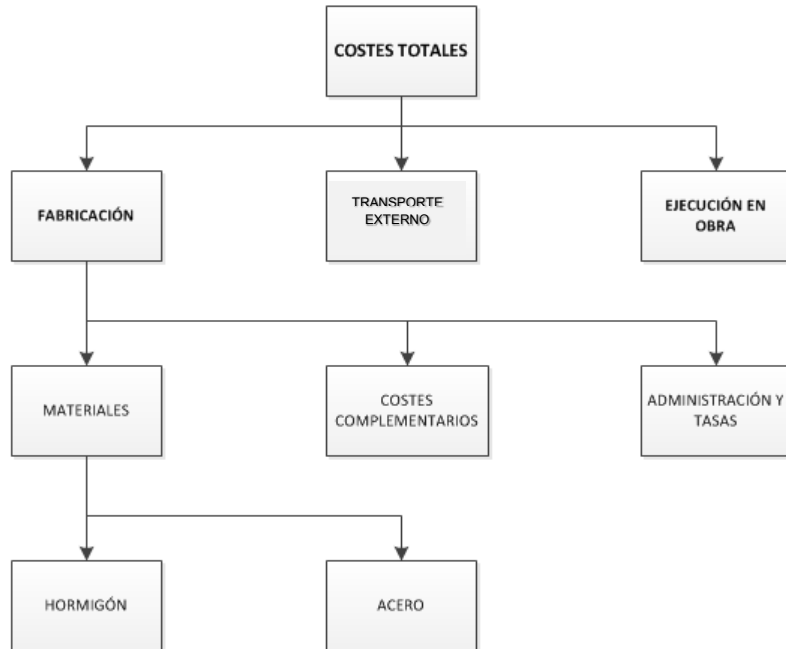 COSTES TOTALES
FABRICACIÓN
TRANSPORTE
EXTERNO
EJECUCIÓN EN
OBRA
MATERIALES
COSTES
COMPLEMENTARIOS
ADMINISTRACIÓN Y
TASAS
HORMIGÓN
ACERO